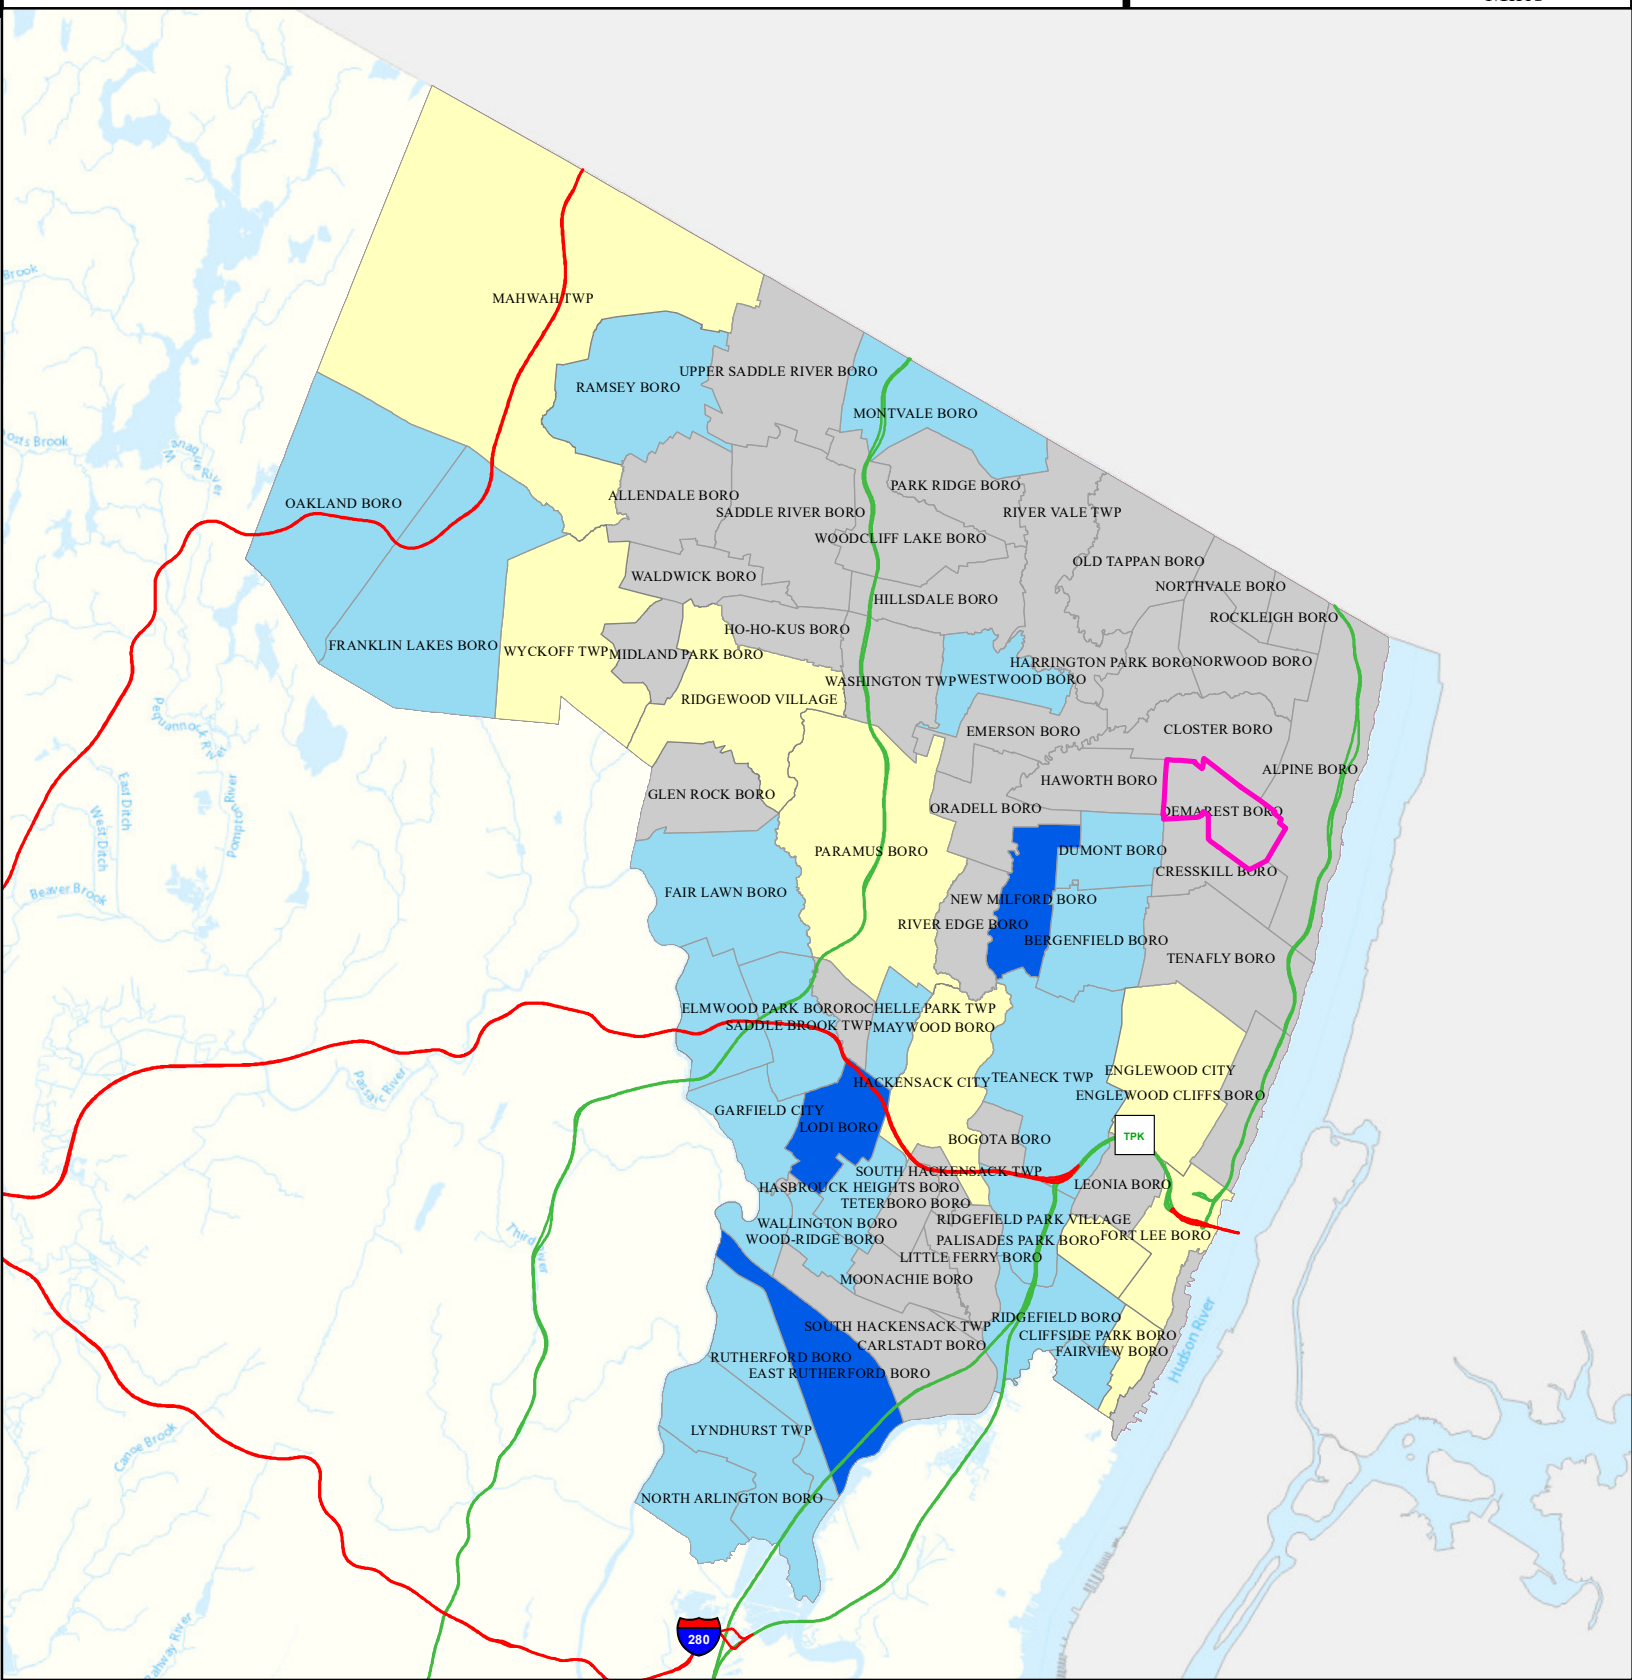 MAHWAH TWP
UPPER SADDLE RIVER BORO
RAMSEY BORO
MONTVALE BORO
PARK RIDGE BORO
ALLENDALE BORO
OAKLAND BORO
SADDLE RIVER BORO
RIVER VALE TWP
WOODCLIFF LAKE BORO
OLD TAPPAN BORO
WALDWICK BORO
NORTHVALE BORO
HILLSDALE BORO
ROCKLEIGH BORO
HO-HO-KUS BORO
FRANKLIN LAKES BORO
WYCKOFF TWP
MIDLAND PARK BORO
HARRINGTON PARK BORO
NORWOOD BORO
WASHINGTON TWP
WESTWOOD BORO
RIDGEWOOD VILLAGE
EMERSON BORO
CLOSTER BORO
ALPINE BORO
HAWORTH BORO
GLEN ROCK BORO
ORADELL BORO
DEMAREST BORO
PARAMUS BORO
DUMONT BORO
CRESSKILL BORO
FAIR LAWN BORO
NEW MILFORD BORO
RIVER EDGE BORO
BERGENFIELD BORO
TENAFLY BORO
ELMWOOD PARK BORO
ROCHELLE PARK TWP
SADDLE BROOK TWP
MAYWOOD BORO
ENGLEWOOD CITY
TEANECK TWP
HACKENSACK CITY
ENGLEWOOD CLIFFS BORO
GARFIELD CITY
LODI BORO
TPK
BOGOTA BORO
SOUTH HACKENSACK TWP
LEONIA BORO
HASBROUCK HEIGHTS BORO
TETERBORO BORO
RIDGEFIELD PARK VILLAGE
WALLINGTON BORO
FORT LEE BORO
WOOD-RIDGE BORO
PALISADES PARK BORO
LITTLE FERRY BORO
MOONACHIE BORO
RIDGEFIELD BORO
SOUTH HACKENSACK TWP
CLIFFSIDE PARK BORO
CARLSTADT BORO
FAIRVIEW BORO
RUTHERFORD BORO
EAST RUTHERFORD BORO
LYNDHURST TWP
NORTH ARLINGTON BORO
280
Brook
Pequannock River
East Ditch
West Ditch
Pompton River
Beaver Brook
Passaic River
Third River
Canoe Brook
Hudson River